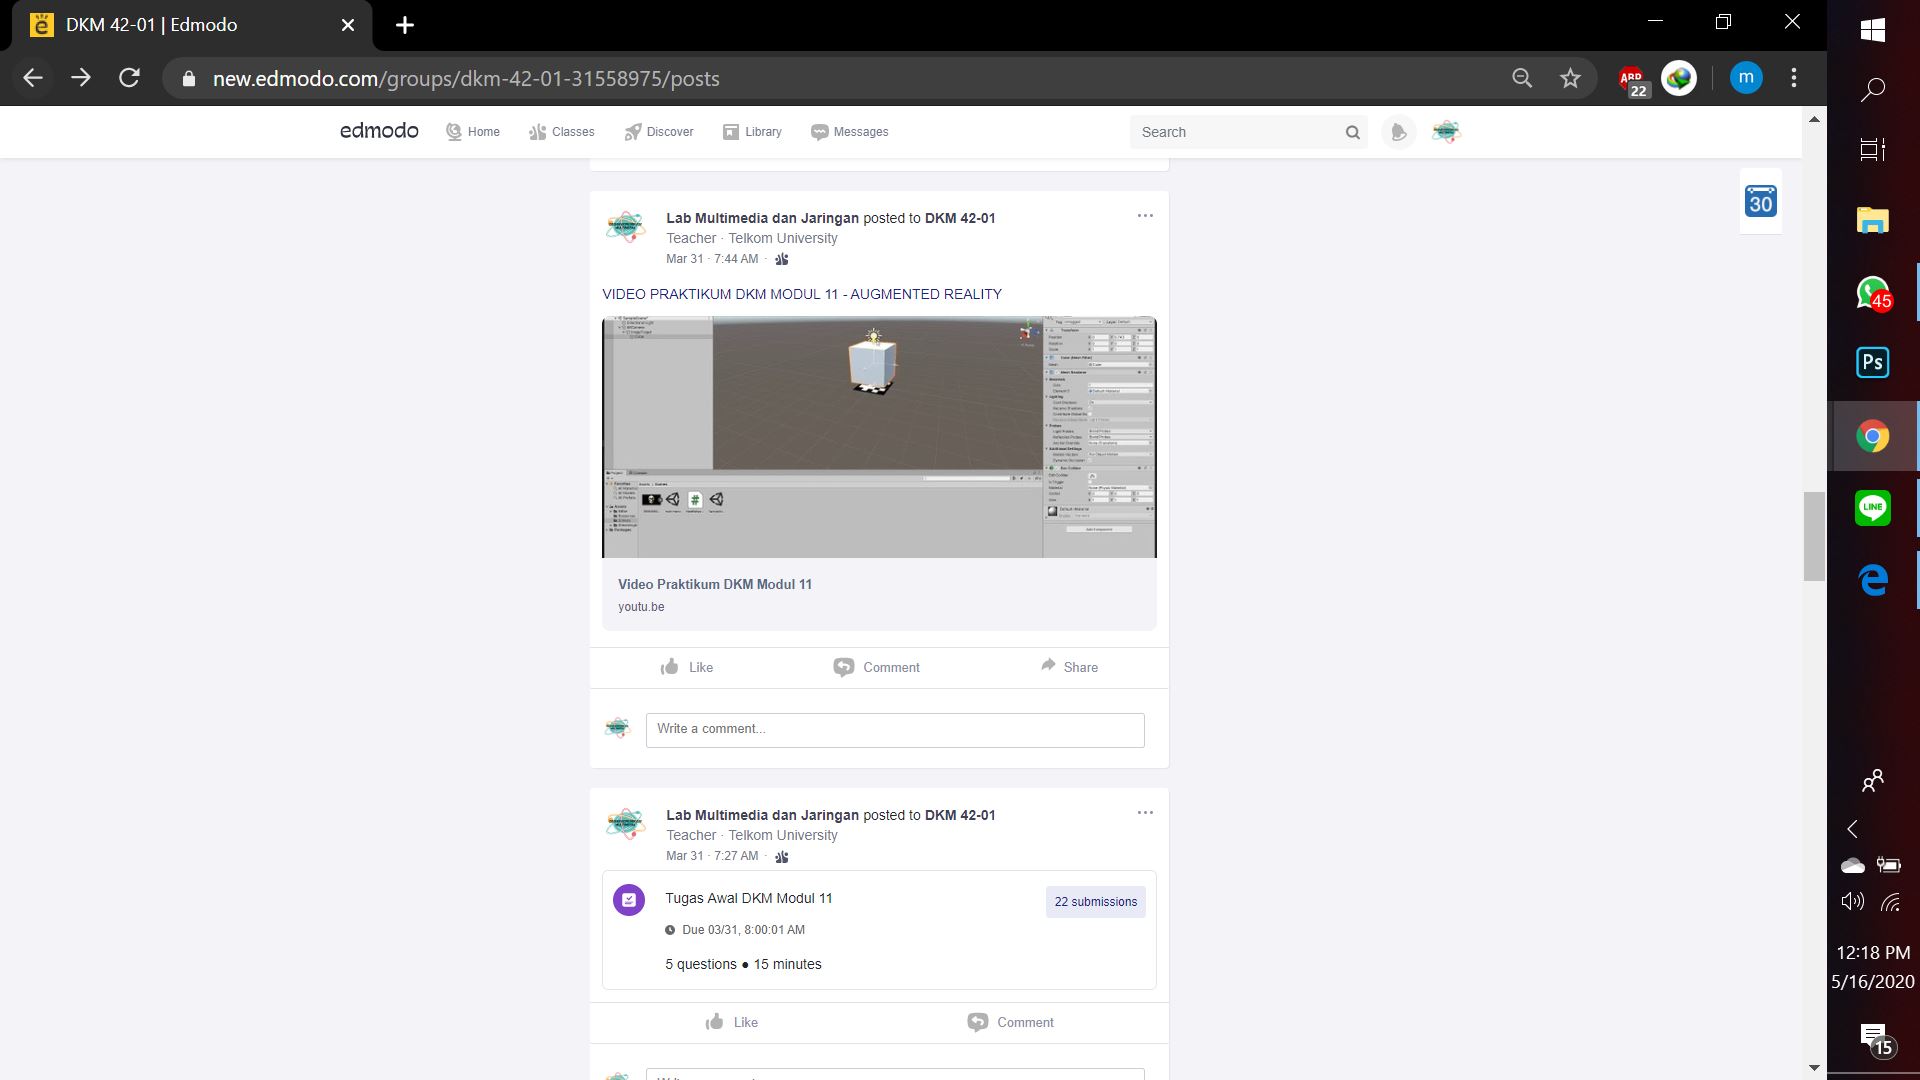 DKM 42-01 | Edmodo
new.edmodo.com/groups/dkm-42-01-31558975/posts
ABP
22
m
edmodo
Home
Classes
Discover
Library
Messages
Search
30
Lab Multimedia dan Jaringan posted to DKM 42-01
Teacher · Telkom University
Mar 31 · 7:44 AM ·
VIDEO PRAKTIKUM DKM MODUL 11 - AUGMENTED REALITY
Video Praktikum DKM Modul 11
youtu.be
Like
Comment
Share
Write a comment...
Lab Multimedia dan Jaringan posted to DKM 42-01
Teacher · Telkom University
Mar 31 · 7:27 AM ·
Tugas Awal DKM Modul 11
22 submissions
Due 03/31, 8:00:01 AM
5 questions ● 15 minutes
Like
Comment
45
Ps
LINE
12:18 PM
5/16/2020
15